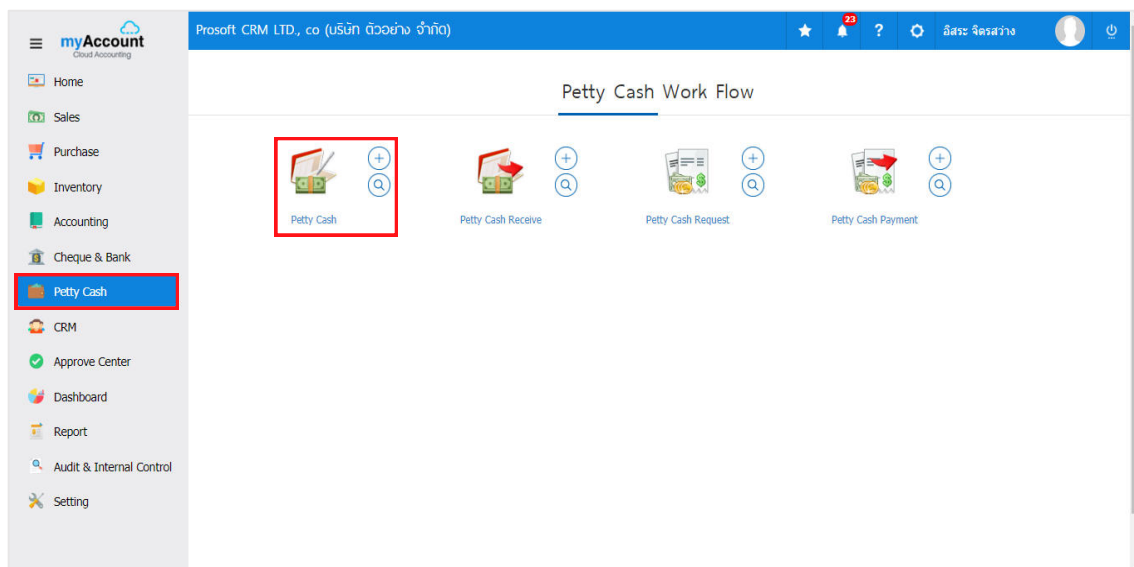 myAccount
Cloud Accounting
Prosoft CRM LTD., co (บริษัท ตัวอย่าง จำกัด)
23
?
อิสระ จิตรสว่าง
Home
Sales
Purchase
Inventory
Accounting
Cheque & Bank
Petty Cash
CRM
Approve Center
Dashboard
Report
Audit & Internal Control
Setting
Petty Cash Work Flow
Petty Cash
Petty Cash Receive
Petty Cash Request
Petty Cash Payment